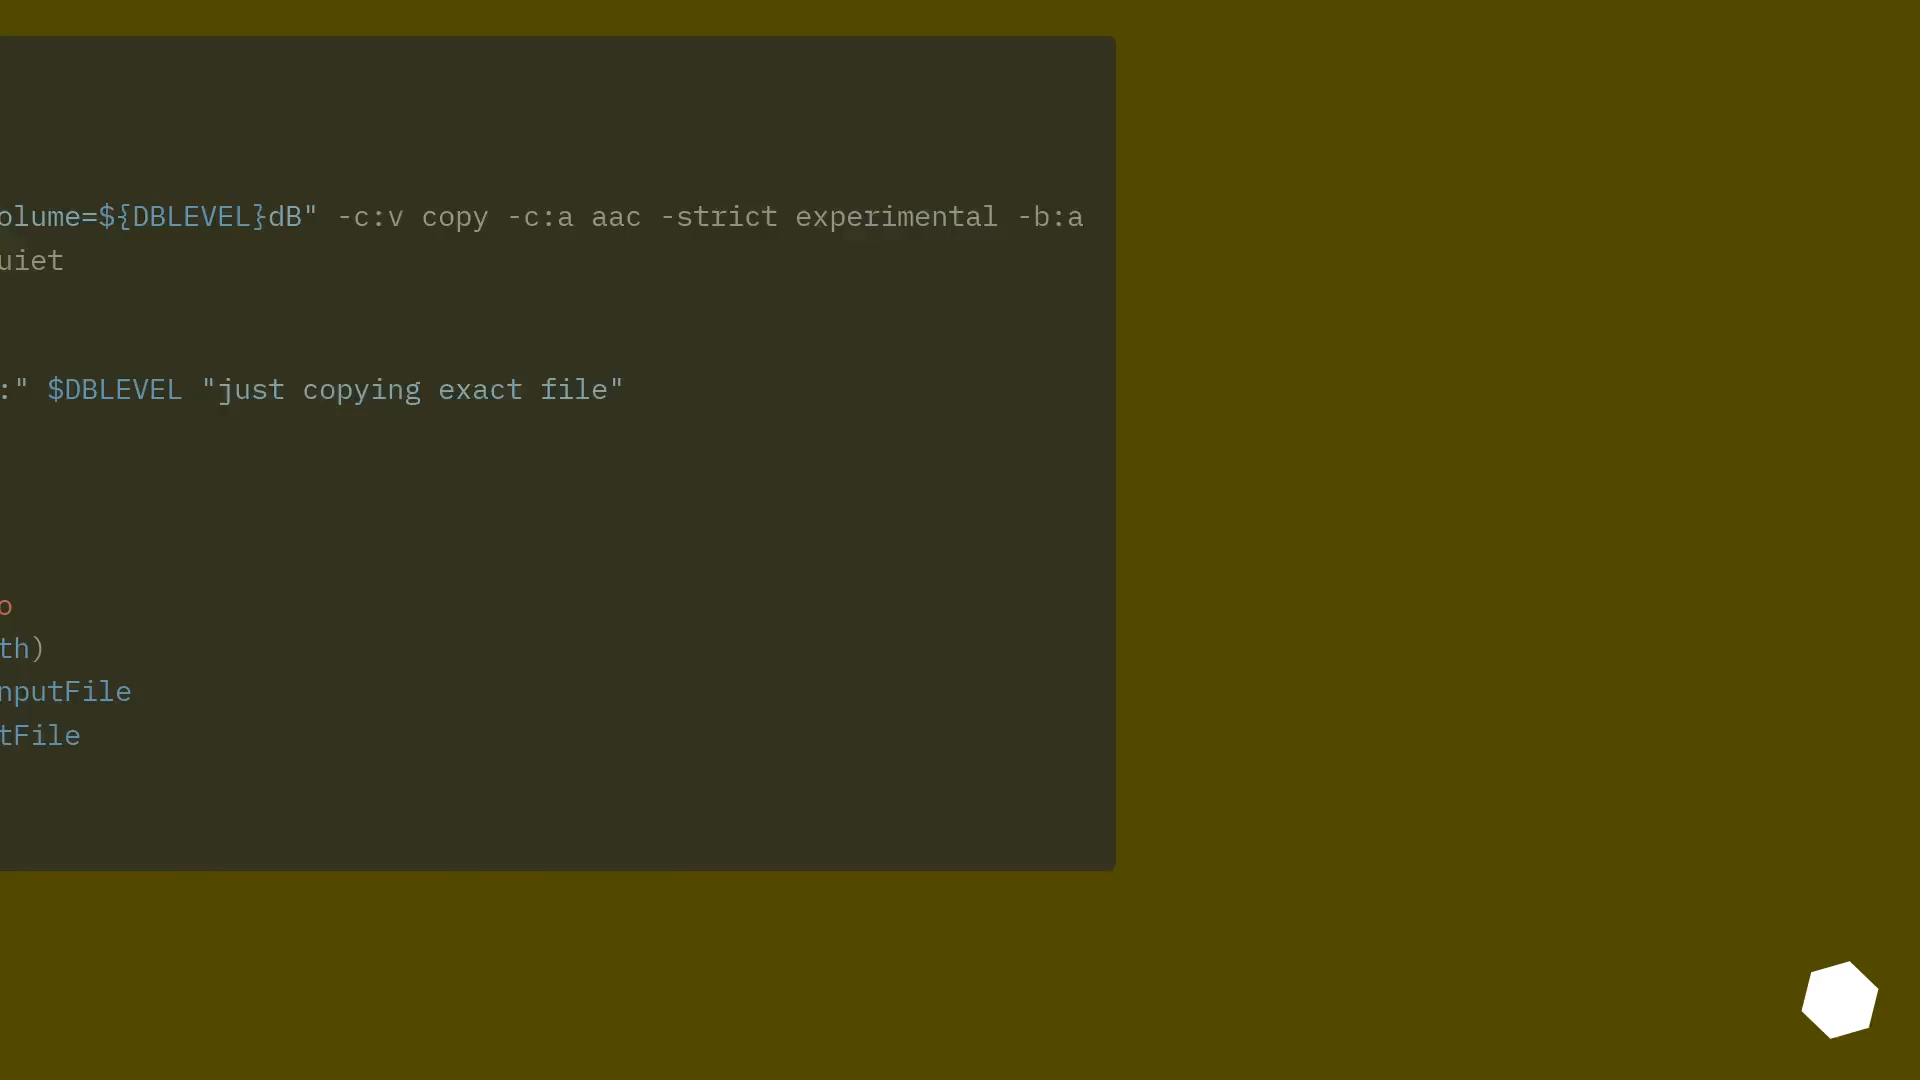 olume=${DBLEVEL}dB" -c:v copy -c:a aac -strict experimental -b:a
uiet
:" $DBLEVEL "just copying exact file"
o
th)
nputFile
tFile